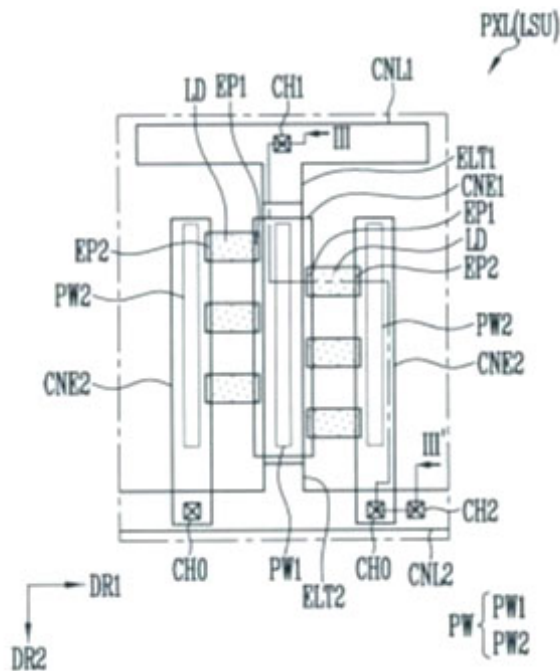 PXL(LSU)
CNL1
CH1
LD EP1
III
ELT1
CNE1
EP1
LD
EP2
EP2
PW2
PW2
CNE2
CNE2
III'
CH2
CH0
PW1
CH0
ELT2
CNL2
DR1
DR2
PW { PW1
PW2